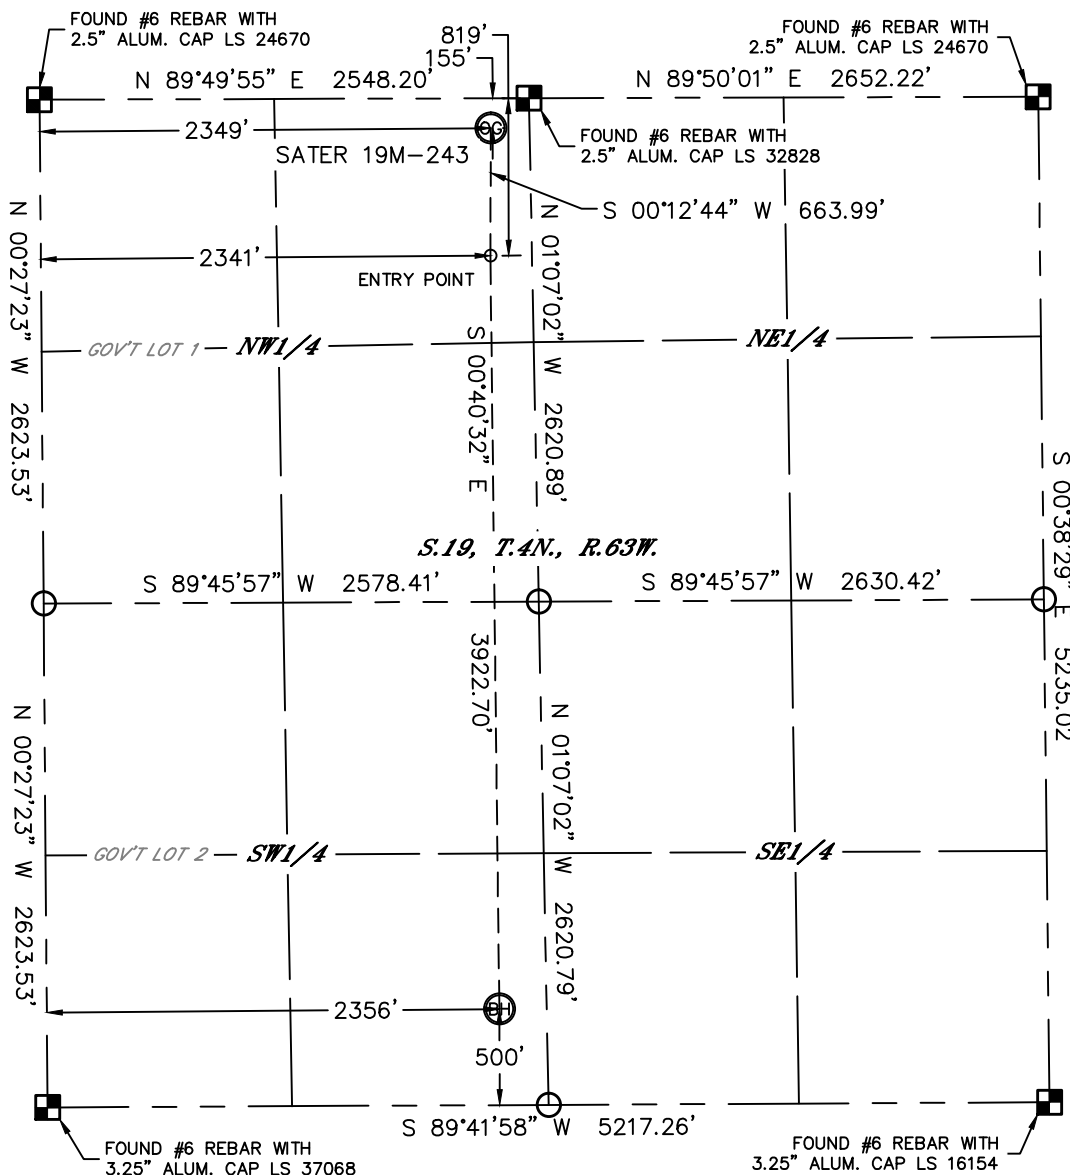 FOUND #6 REBAR WITH
2.5" ALUM. CAP LS 24670
819'
155'
FOUND #6 REBAR WITH
2.5" ALUM. CAP LS 24670
N 89°49'55" E 2548.20'
N 89°50'01" E 2652.22'
2349'
OG
SATER 19M-243
FOUND #6 REBAR WITH
2.5" ALUM. CAP LS 32828
S 00°12'44" W 663.99'
2341'
ENTRY POINT
N 00°27'23" W 2623.53'
S 00°40'32" E 3922.70'
N 01°07'02" W 2620.89'
GOV'T LOT 1
NW1/4
NE1/4
S 00°38'29" E 5235.02
S.19, T.4N., R.63W.
S 89°45'57" W 2578.41'
S 89°45'57" W 2630.42'
N 00°27'23" W 2623.53'
N 01°07'02" W 2620.79'
GOV'T LOT 2
SW1/4
SE1/4
2356'
BH
500'
S 89°41'58" W 5217.26'
FOUND #6 REBAR WITH
3.25" ALUM. CAP LS 37068
FOUND #6 REBAR WITH
3.25" ALUM. CAP LS 16154